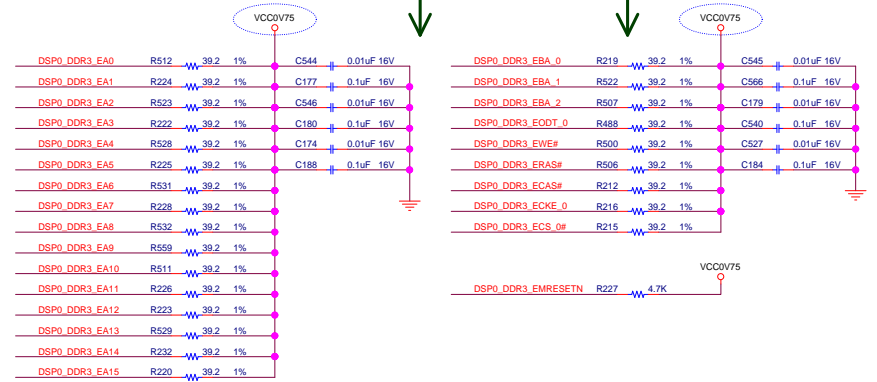 VCC0V75 VCC0V75
DSP0_DDR3_EA0 R512 39.2 1% C544 0.01uF 16V DSP0_DDR3_EBA_0 R219 39.2 1% C545 0.01uF 16V
DSP0_DDR3_EA1 R224 39.2 1% C177 0.1uF 16V DSP0_DDR3_EBA_1 R522 39.2 1% C566 0.1uF 16V
DSP0_DDR3_EA2 R523 39.2 1% C546 0.01uF 16V DSP0_DDR3_EBA_2 R507 39.2 1% C179 0.01uF 16V
DSP0_DDR3_EA3 R222 39.2 1% C180 0.1uF 16V DSP0_DDR3_EODT_0 R488 39.2 1% C540 0.1uF 16V
DSP0_DDR3_EA4 R528 39.2 1% C174 0.01uF 16V DSP0_DDR3_EWE# R500 39.2 1% C527 0.01uF 16V
DSP0_DDR3_EA5 R225 39.2 1% C188 0.1uF 16V DSP0_DDR3_ERAS# R506 39.2 1% C184 0.1uF 16V
DSP0_DDR3_EA6 R531 39.2 1% DSP0_DDR3_ECAS# R212 39.2 1%
DSP0_DDR3_EA7 R228 39.2 1% DSP0_DDR3_ECKE_0 R216 39.2 1%
DSP0_DDR3_EA8 R532 39.2 1% DSP0_DDR3_ECS_0# R215 39.2 1%
DSP0_DDR3_EA9 R559 39.2 1%
DSP0_DDR3_EA10 R511 39.2 1% VCC0V75
DSP0_DDR3_EA11 R226 39.2 1% DSP0_DDR3_EMRESETN R227 4.7K
DSP0_DDR3_EA12 R223 39.2 1%
DSP0_DDR3_EA13 R529 39.2 1%
DSP0_DDR3_EA14 R232 39.2 1%
DSP0_DDR3_EA15 R220 39.2 1%